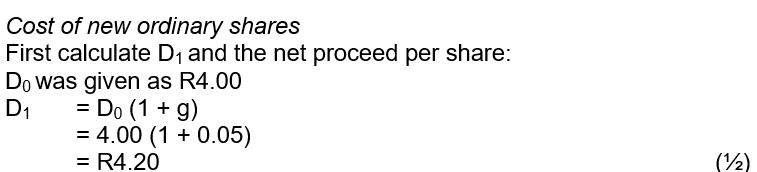 Cost of new ordinary shares
First calculate D₁ and the net proceed per share:
D₀ was given as R4.00
D₁ = D₀ (1 + g)
= 4.00 (1 + 0.05)
= R4.20 (½)